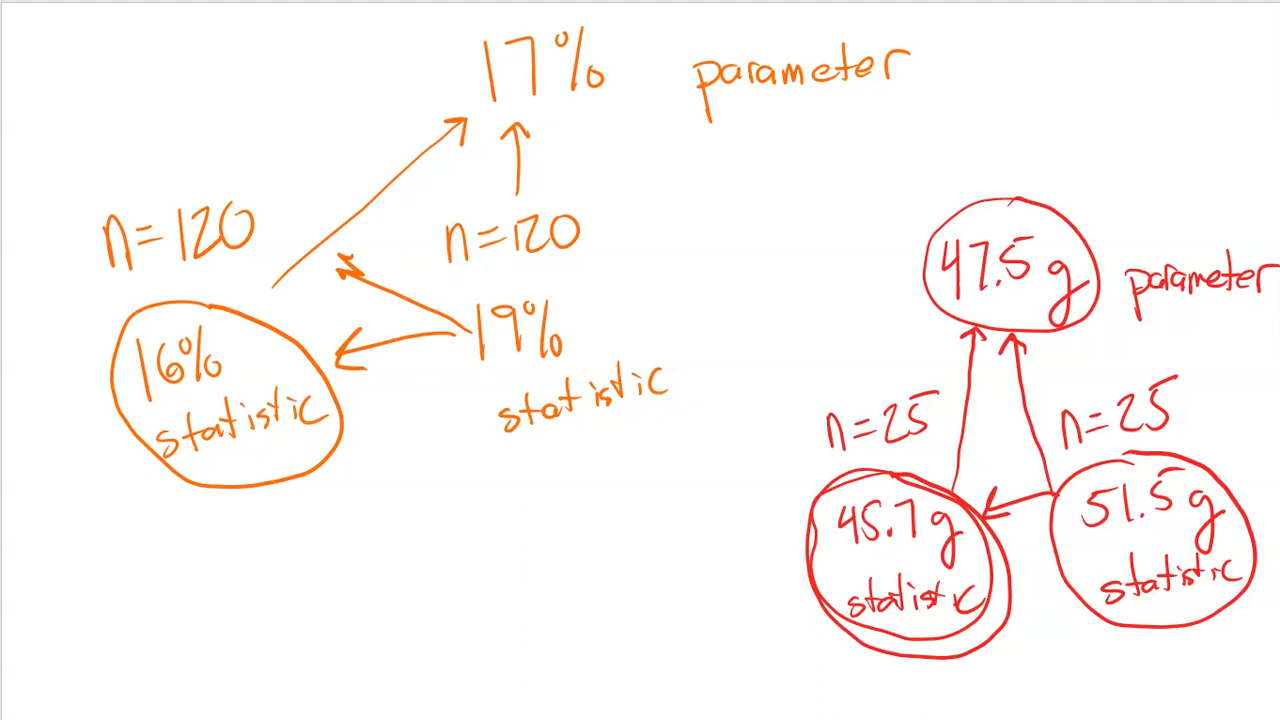 17% parameter
n=120
n=120
16%
statistic
19%
statistic
47.5 g parameter
n=25
n=25
45.7 g
statistic
51.5 g
statistic